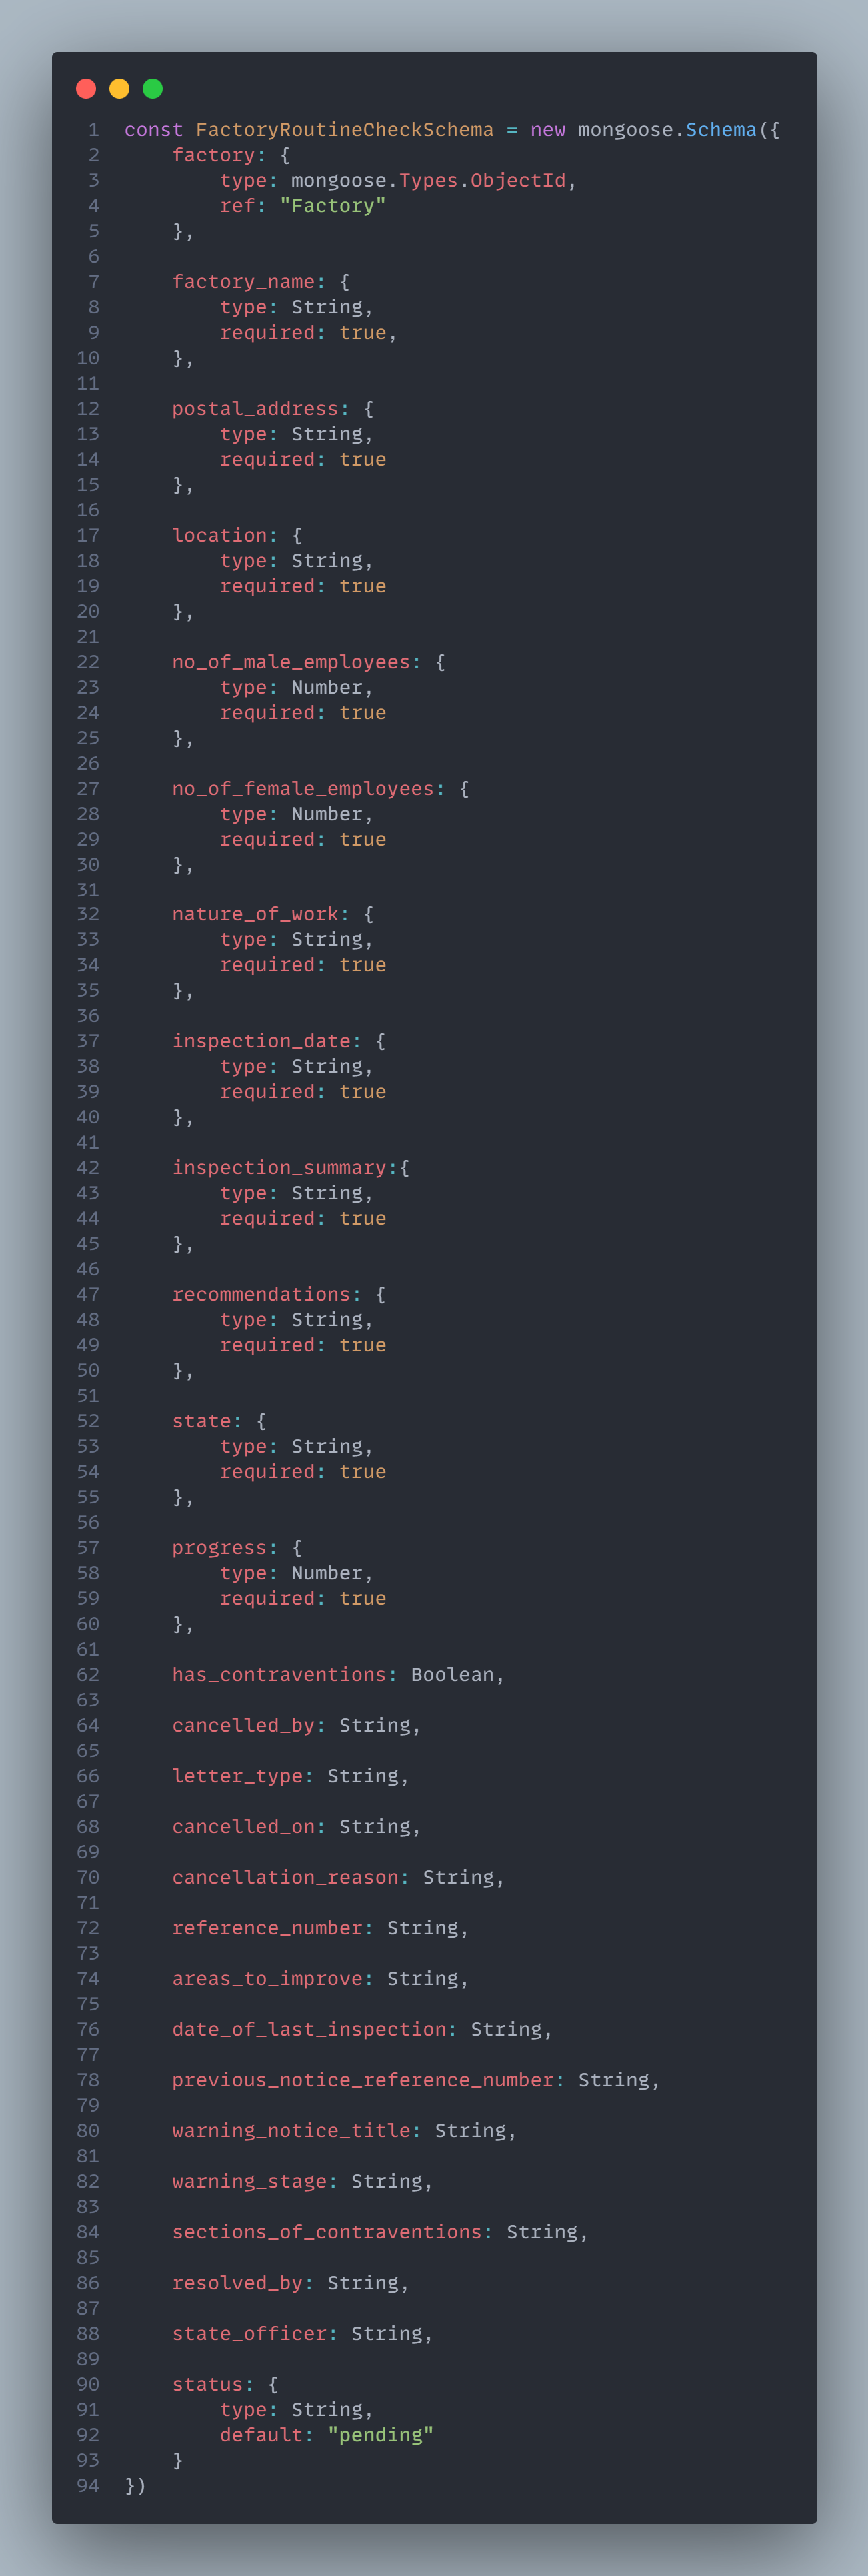 1 const FactoryRoutineCheckSchema = new mongoose.Schema({
2     factory: {
3         type: mongoose.Types.ObjectId,
4         ref: "Factory"
5     },
6
7     factory_name: {
8         type: String,
9         required: true,
10     },
11
12     postal_address: {
13         type: String,
14         required: true
15     },
16
17     location: {
18         type: String,
19         required: true
20     },
21
22     no_of_male_employees: {
23         type: Number,
24         required: true
25     },
26
27     no_of_female_employees: {
28         type: Number,
29         required: true
30     },
31
32     nature_of_work: {
33         type: String,
34         required: true
35     },
36
37     inspection_date: {
38         type: String,
39         required: true
40     },
41
42     inspection_summary:{
43         type: String,
44         required: true
45     },
46
47     recommendations: {
48         type: String,
49         required: true
50     },
51
52     state: {
53         type: String,
54         required: true
55     },
56
57     progress: {
58         type: Number,
59         required: true
60     },
61
62     has_contraventions: Boolean,
63
64     cancelled_by: String,
65
66     letter_type: String,
67
68     cancelled_on: String,
69
70     cancellation_reason: String,
71
72     reference_number: String,
73
74     areas_to_improve: String,
75
76     date_of_last_inspection: String,
77
78     previous_notice_reference_number: String,
79
80     warning_notice_title: String,
81
82     warning_stage: String,
83
84     sections_of_contraventions: String,
85
86     resolved_by: String,
87
88     state_officer: String,
89
90     status: {
91         type: String,
92         default: "pending"
93     }
94 })